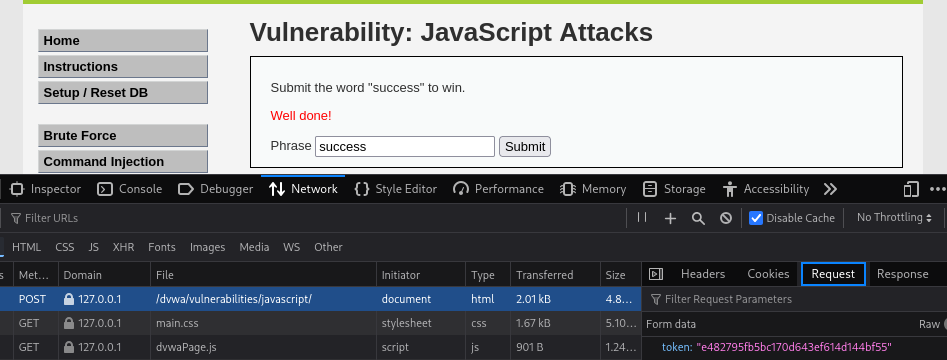 Vulnerability: JavaScript Attacks
Home
Instructions
Setup / Reset DB
Brute Force
Command Injection
Submit the word "success" to win.
Well done!
Phrase success Submit
Inspector Console Debugger Network Style Editor Performance Memory Storage Accessibility
Filter URLs Disable Cache No Throttling
HTML CSS JS XHR Fonts Images Media WS Other
s Met... Domain File Initiator Type Transferred Size Headers Cookies Request Response
POST 127.0.0.1 /dvwa/vulnerabilities/javascript/ document html 2.01 kB 4.8... Filter Request Parameters
GET 127.0.0.1 main.css stylesheet css 1.67 kB 5.10... Form data Raw
GET 127.0.0.1 dvwaPage.js script js 901 B 1.24... token: "e482795fb5bc170d643ef614d144bf55"